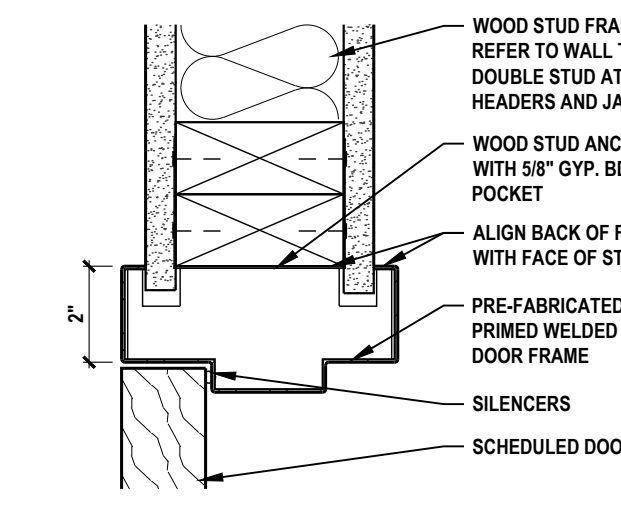 WOOD STUD FRA
REFER TO WALL
DOUBLE STUD AT
HEADERS AND JA
WOOD STUD ANC
WITH 5/8" GYP. BD
POCKET
ALIGN BACK OF F
WITH FACE OF ST
PRE-FABRICATED
PRIMED WELDED
DOOR FRAME
SILENCERS
SCHEDULED DOO
2"